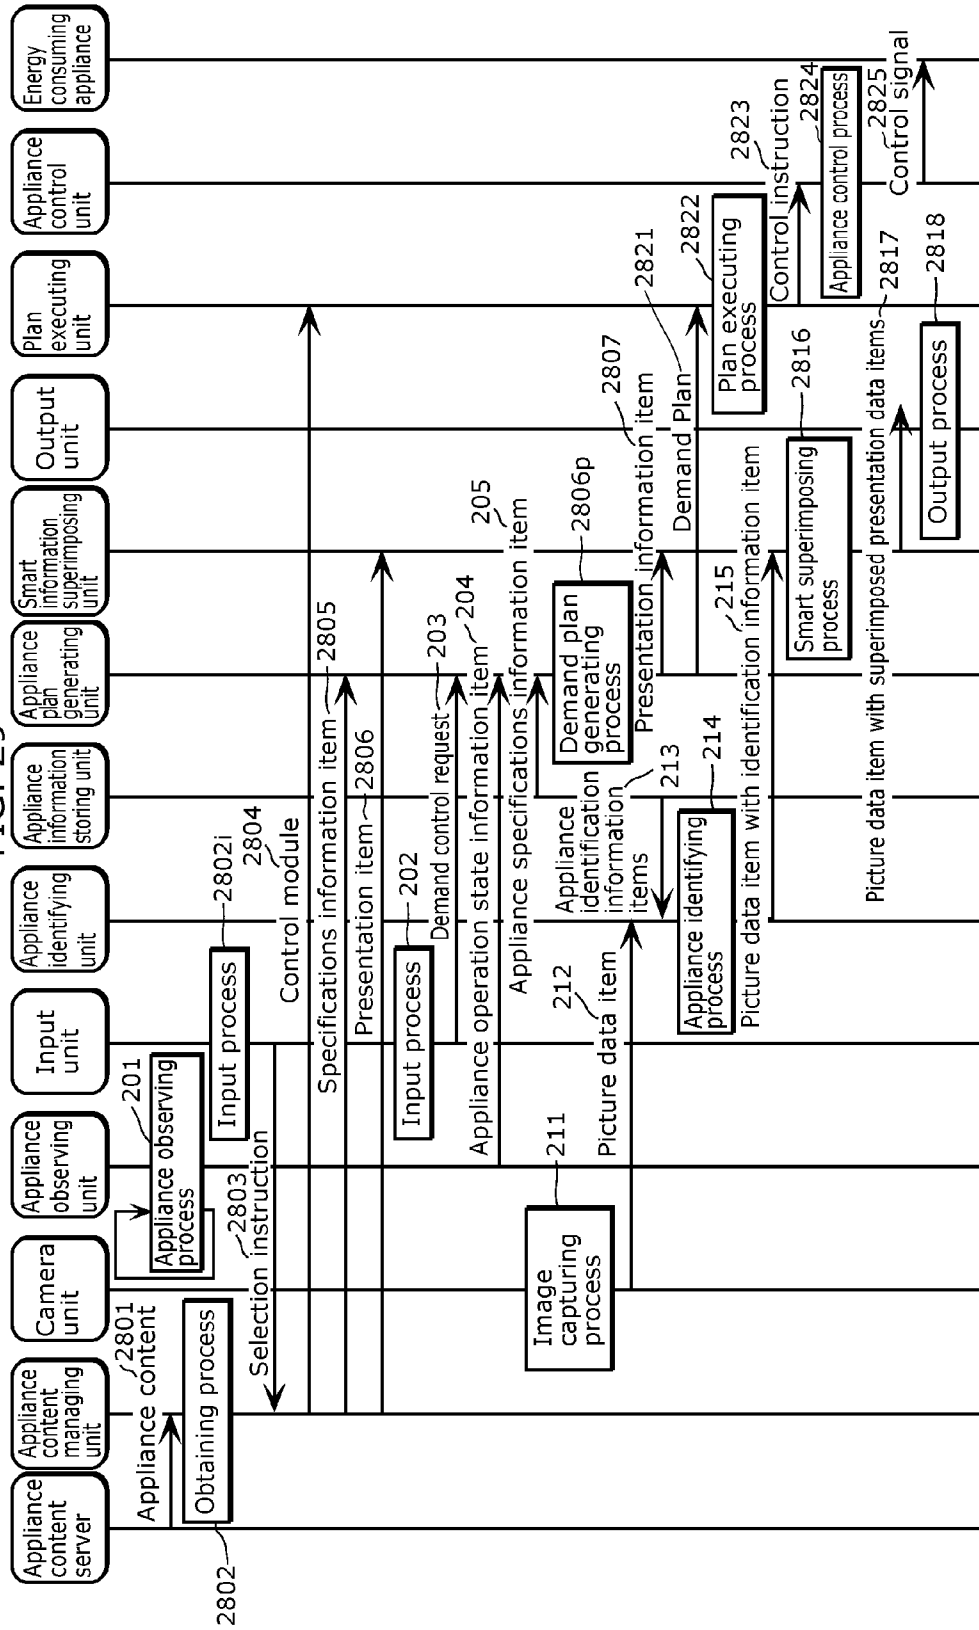 Appliance
content
server
Appliance
content
managing
unit
Camera
unit
Appliance
observing
unit
Input
unit
Appliance
identifying
unit
Appliance
information
storing unit
Appliance
plan
generating
unit
Smart
information
superimposing
unit
Output
unit
Plan
executing
unit
Appliance
control
unit
Energy
consuming
appliance
2801
Appliance content
201
Appliance observing
process
2802
Obtaining process
2802i
Input process
2803
Selection instruction
2804
Control module
Specifications information item 2805
Presentation item 2806
202
Input process
Demand control request 203
Appliance operation state information item 204
205
Appliance specifications information item
211
Image
capturing
process
2806p
Demand plan
generating
process
212
Picture data item
Appliance
identification
information
items
213
2807
Presentation information item
2821
Demand Plan
214
Appliance identifying
process
2822
Plan executing
process
215
Picture data item with identification information item
2823
Control instruction
2816
Smart superimposing
process
2824
Appliance control process
Picture data item with superimposed presentation data items 2817
2825
Control signal
2818
Output process